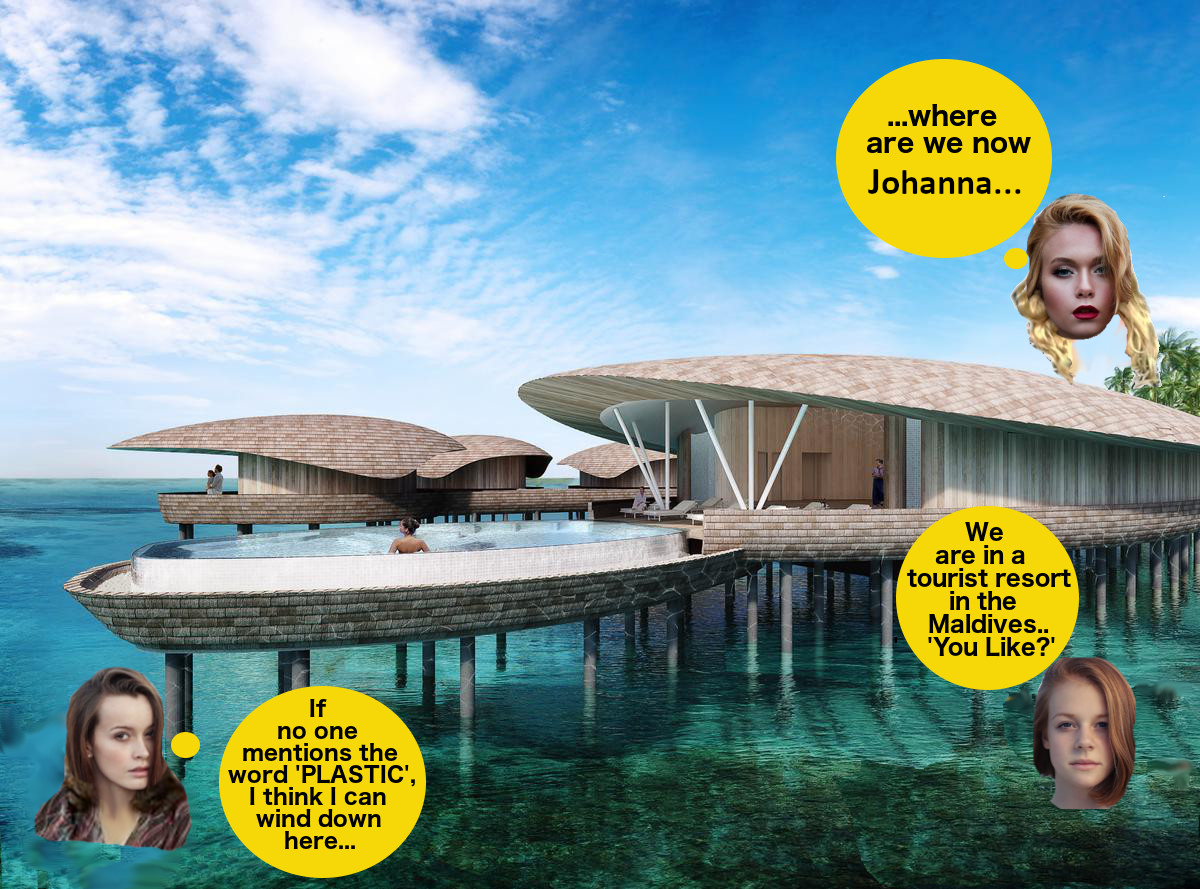 ...where
are we now
Johanna...
We
are in a
tourist resort
in the
Maldives..
'You Like?'
If
no one
mentions the
word 'PLASTIC',
I think I can
wind down
here...